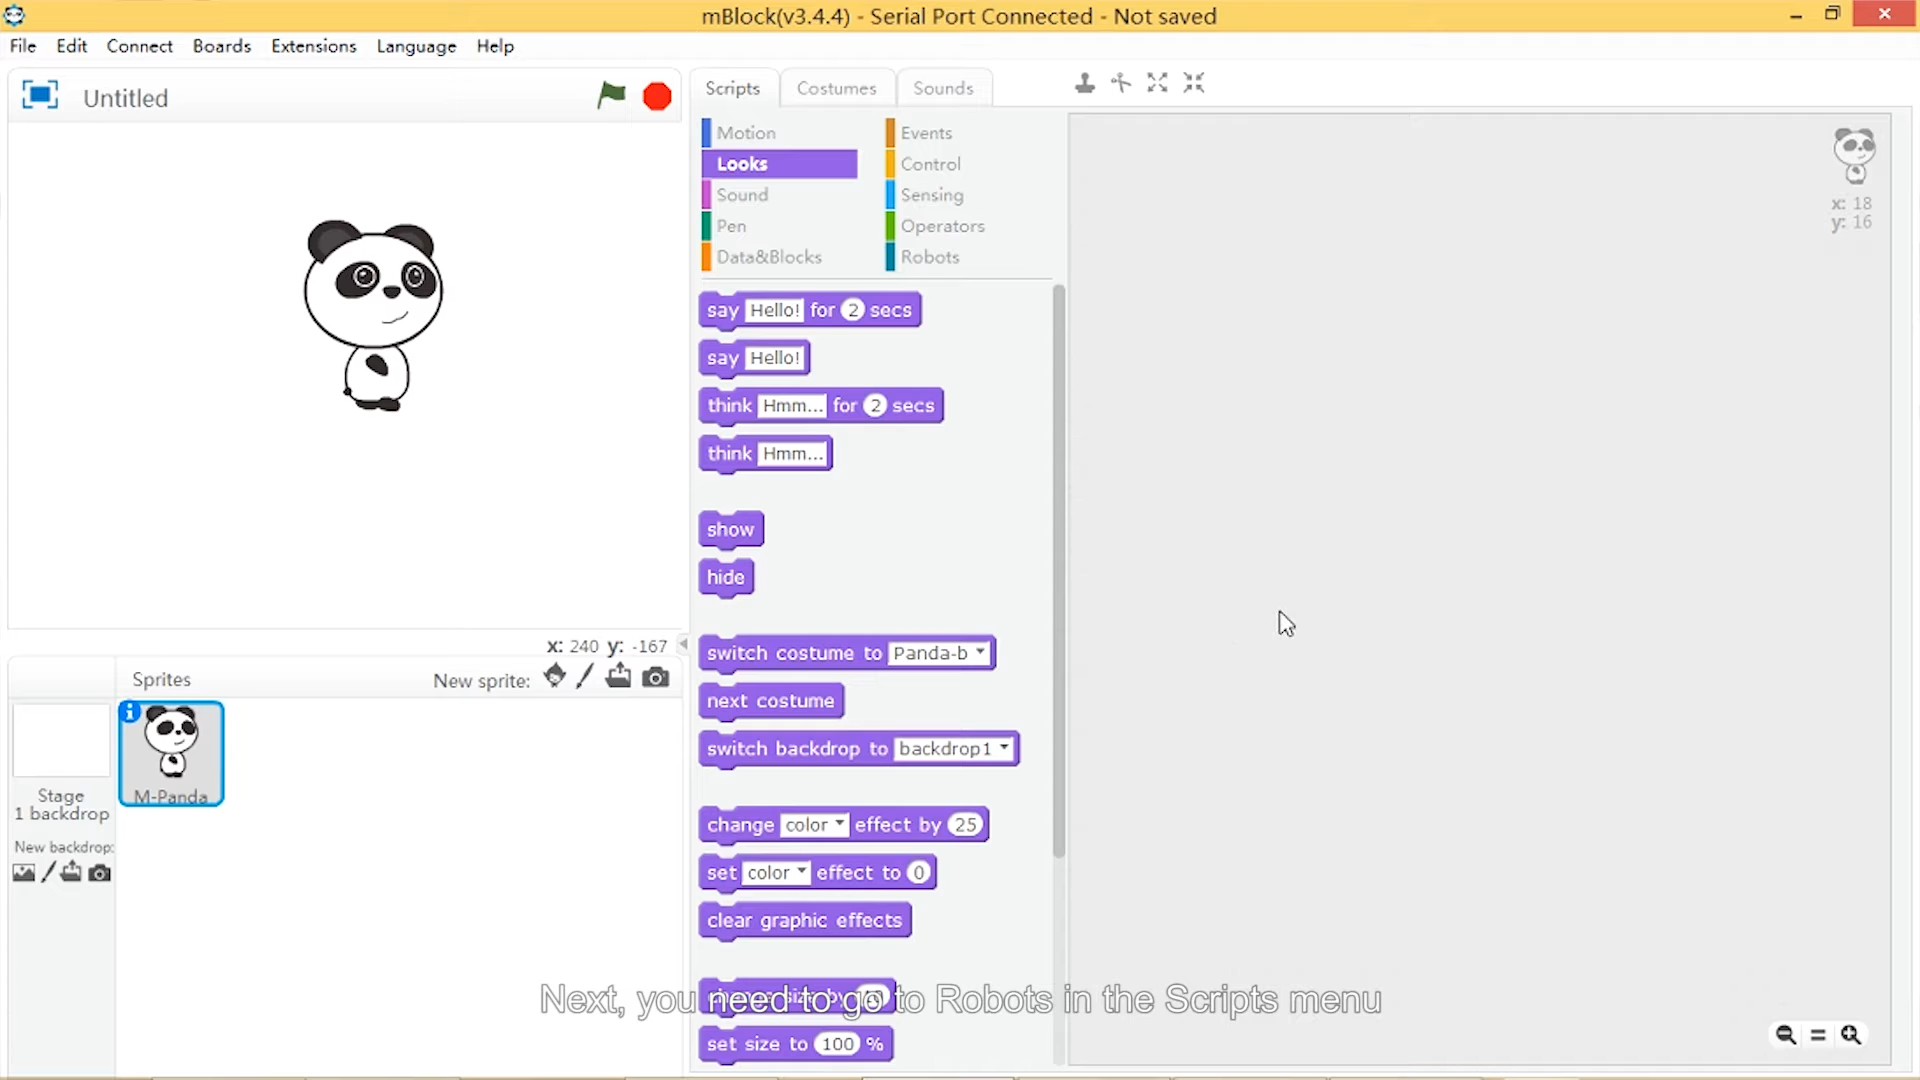 mBlock(v3.4.4) - Serial Port Connected - Not saved
File Edit Connect Boards Extensions Language Help
Untitled
Scripts Costumes Sounds
Motion Events
Looks Control
Sound Sensing
Pen Operators
Data&Blocks Robots
x: 18
y: 16
say Hello! for 2 secs
say Hello!
think Hmm... for 2 secs
think Hmm...
show
hide
x: 240 y: -167
switch costume to Panda-b
next costume
switch backdrop to backdrop1
change color effect by 25
set color effect to 0
clear graphic effects
change size by 10
set size to 100 %
Sprites New sprite:
M-Panda
Stage
1 backdrop
New backdrop:
Next, you need to go to Robots in the Scripts menu